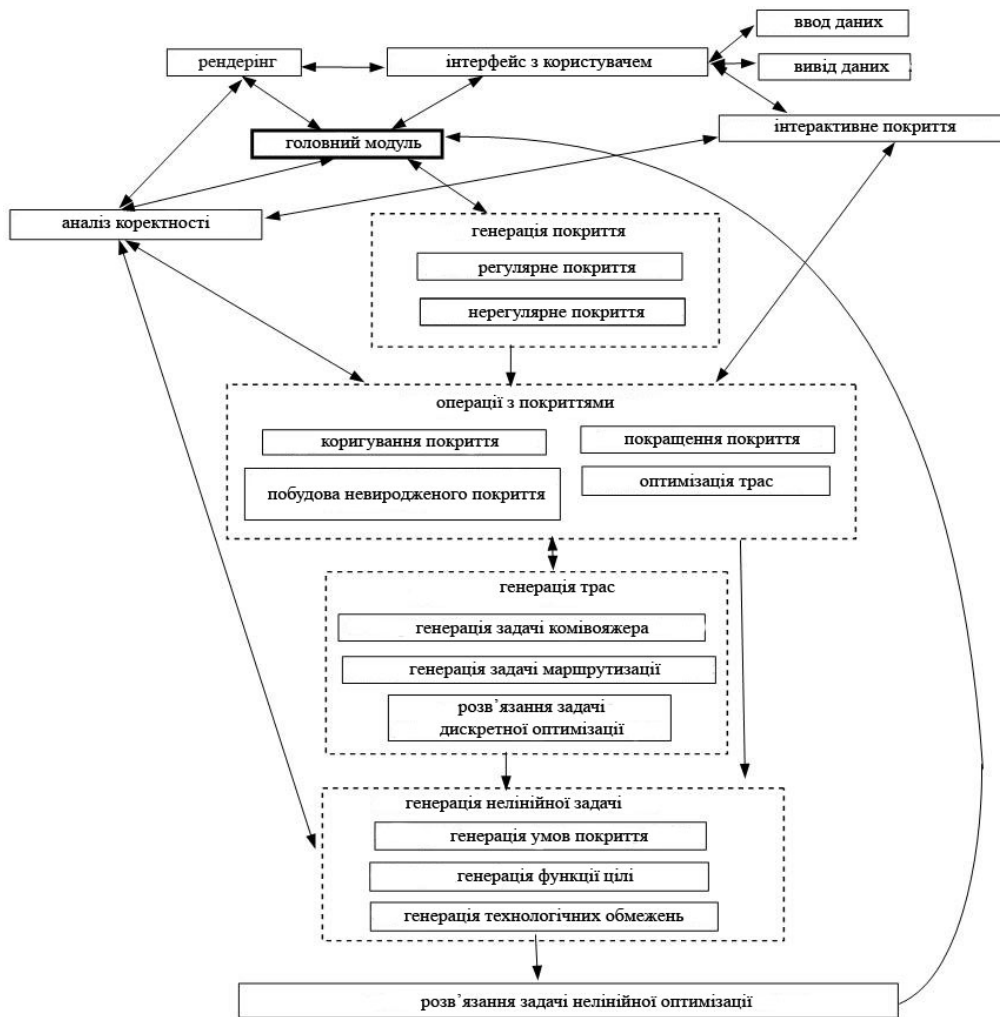 ввод даних
рендерінг
інтерфейс з користувачем
вивід даних
інтерактивне покриття
головний модуль
аналіз коректності
генерація покриття
регулярне покриття
нерегулярне покриття
операції з покриттями
коригування покриття
покращення покриття
побудова невиродженого покриття
оптимізація трас
генерація трас
генерація задачі комівояжера
генерація задачі маршрутизації
розв’язання задачі
дискретної оптимізації
генерація нелінійної задачі
генерація умов покриття
генерація функції цілі
генерація технологічних обмежень
розв’язання задачі нелінійної оптимізації